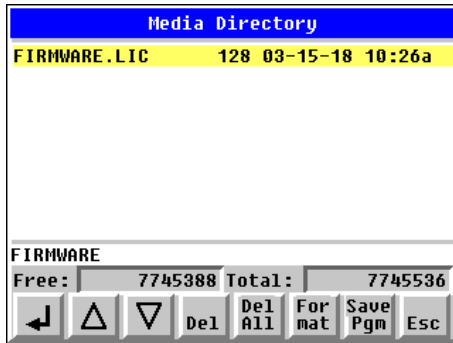 Media Directory
FIRMWARE.LIC 128 03-15-18 10:26a
FIRMWARE
Free: 7745388 Total: 7745536
Del Del All For mat Save Pgm Esc